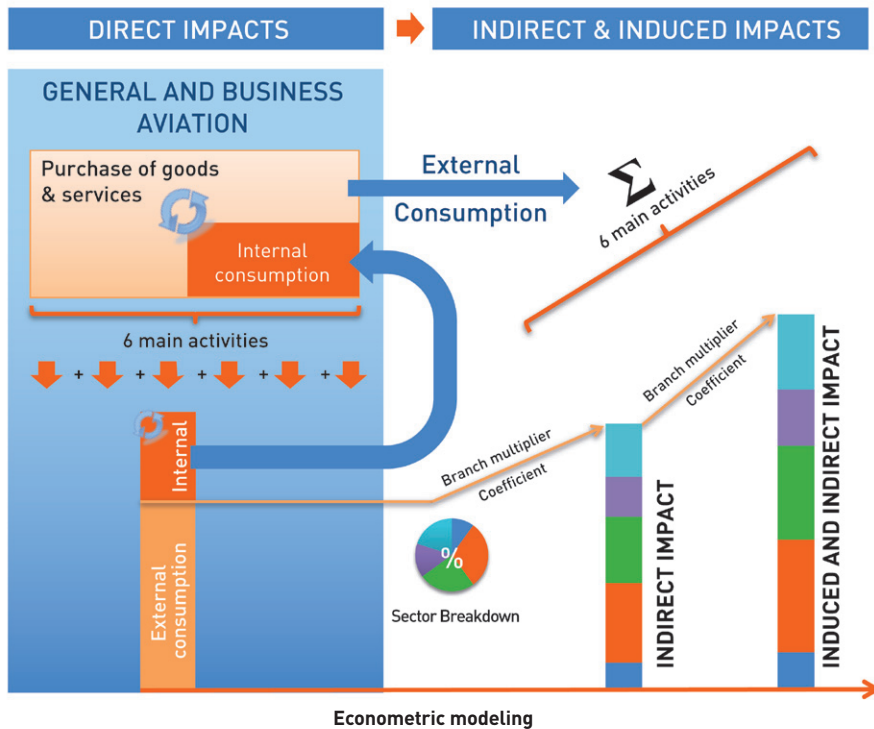 DIRECT IMPACTS
INDIRECT & INDUCED IMPACTS
GENERAL AND BUSINESS
AVIATION
Purchase of goods
& services
Internal
consumption
External
Consumption
Σ
6 main activities
6 main activities
+ + + + +
Internal
External
consumption
Branch multiplier
Coefficient
Branch multiplier
Coefficient
%
Sector Breakdown
INDIRECT IMPACT
INDUCED AND INDIRECT IMPACT
Econometric modeling